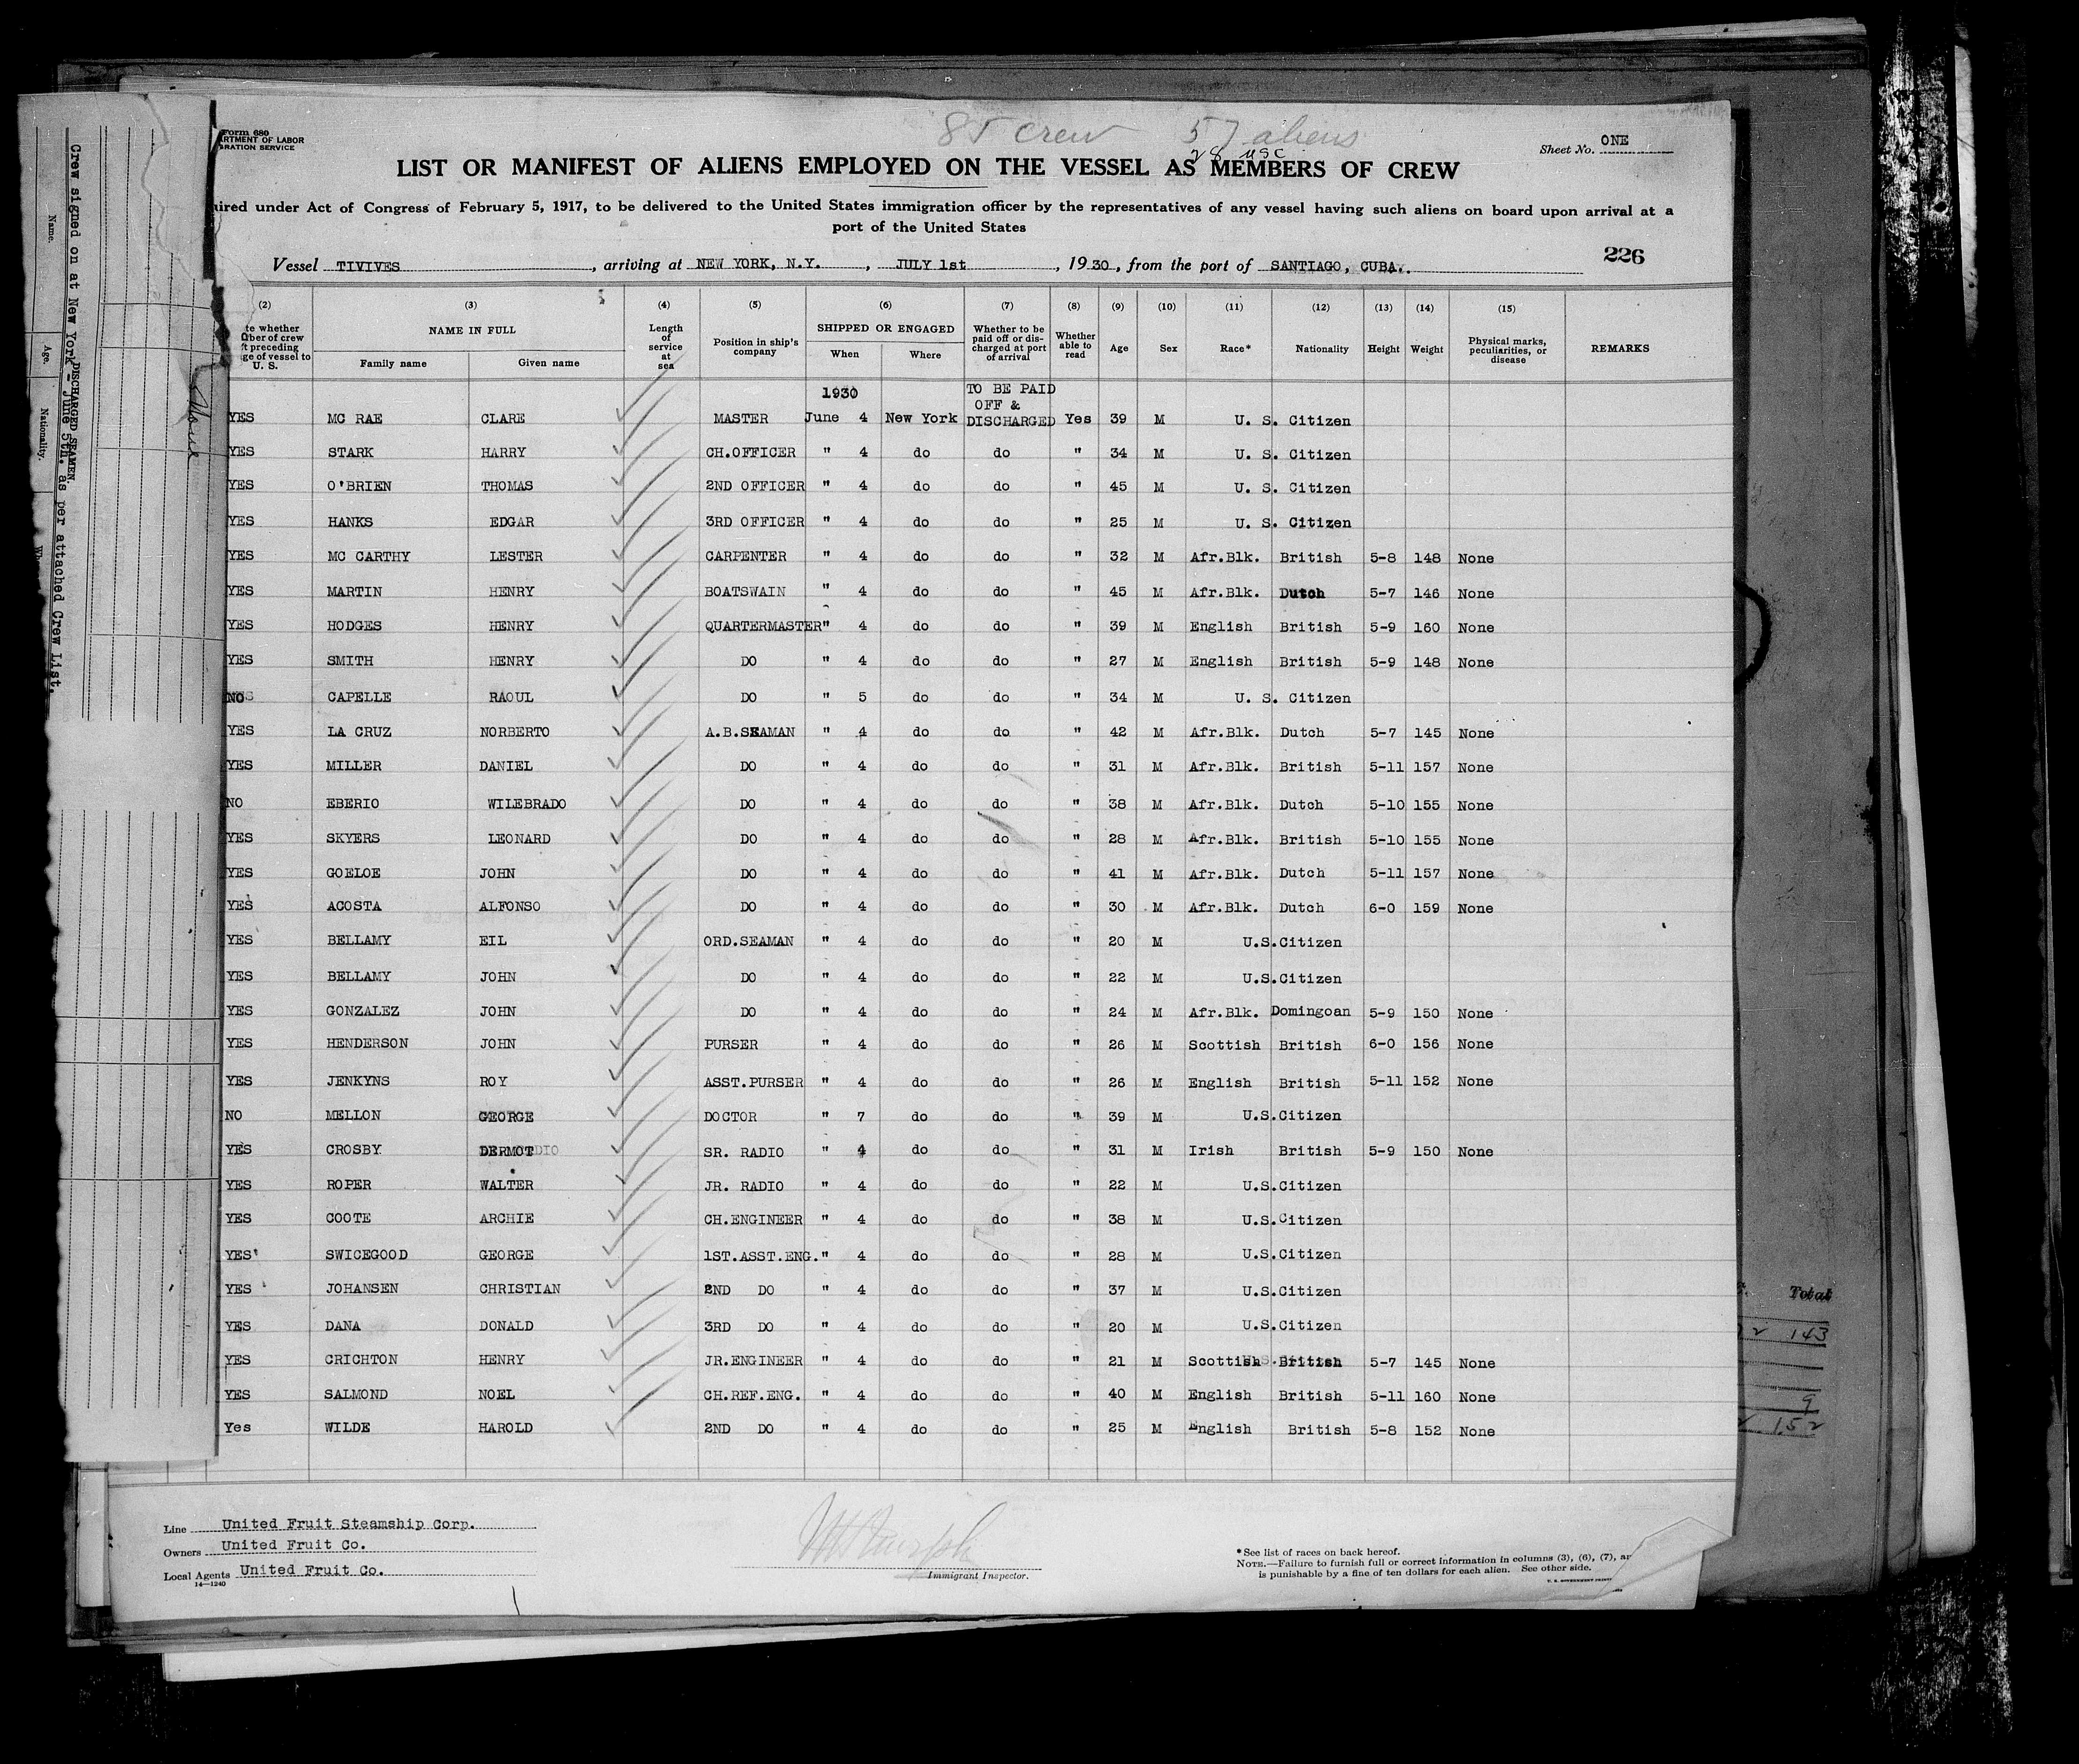 Form 680
RTMENT OF LABOR
RATION SERVICE
85 crew 57 aliens
28 USC
Sheet No. ONE
LIST OR MANIFEST OF ALIENS EMPLOYED ON THE VESSEL AS MEMBERS OF CREW
uired under Act of Congress of February 5, 1917, to be delivered to the United States immigration officer by the representatives of any vessel having such aliens on board upon arrival at a
port of the United States
Vessel TIVIVES, arriving at NEW YORK, N.Y., JULY 1st, 1930, from the port of SANTIAGO, CUBA.
226
(2) (3) (4) (5) (6) (7) (8) (9) (10) (11) (12) (13) (14) (15)
te whether
ber of crew
t preceding
ge of vessel to
U. S.
NAME IN FULL
Family name Given name
Length
of
service
at
sea
Position in ship's
company
SHIPPED OR ENGAGED
When Where
Whether to be
paid off or dis-
charged at port
of arrival
Whether
able to
read
Age Sex Race* Nationality Height Weight
Physical marks,
peculiarities, or
disease
REMARKS
1930 TO BE PAID
OFF &
YES MC RAE CLARE MASTER June 4 New York DISCHARGED Yes 39 M U. S. Citizen
YES STARK HARRY CH.OFFICER " 4 do do " 34 M U. S. Citizen
YES O'BRIEN THOMAS 2ND OFFICER " 4 do do " 45 M U. S. Citizen
YES HANKS EDGAR 3RD OFFICER " 4 do do " 25 M U. S. Citizen
YES MC CARTHY LESTER CARPENTER " 4 do do " 32 M Afr.Blk. British 5-8 148 None
YES MARTIN HENRY BOATSWAIN " 4 do do " 45 M Afr.Blk. Dutch 5-7 146 None
YES HODGES HENRY QUARTERMASTER " 4 do do " 39 M English British 5-9 160 None
YES SMITH HENRY DO " 4 do do " 27 M English British 5-9 148 None
NO CAPELLE RAOUL DO " 5 do do " 34 M U. S. Citizen
YES LA CRUZ NORBERTO A.B.SEAMAN " 4 do do " 42 M Afr.Blk. Dutch 5-7 145 None
YES MILLER DANIEL DO " 4 do do " 31 M Afr.Blk. British 5-11 157 None
NO EBERIO WILEBRADO DO " 4 do do " 38 M Afr.Blk. Dutch 5-10 155 None
YES SKYERS LEONARD DO " 4 do do " 28 M Afr.Blk. British 5-10 155 None
YES GOELOE JOHN DO " 4 do do " 41 M Afr.Blk. Dutch 5-11 157 None
YES ACOSTA ALFONSO DO " 4 do do " 30 M Afr.Blk. Dutch 6-0 159 None
YES BELLAMY EIL ORD.SEAMAN " 4 do do " 20 M U.S.Citizen
YES BELLAMY JOHN DO " 4 do do " 22 M U.S.Citizen
YES GONZALEZ JOHN DO " 4 do do " 24 M Afr.Blk. Domingoan 5-9 150 None
YES HENDERSON JOHN PURSER " 4 do do " 26 M Scottish British 6-0 156 None
YES JENKYNS ROY ASST.PURSER " 4 do do " 26 M English British 5-11 152 None
NO MELLON GEORGE DOCTOR " 7 do do " 39 M U.S.Citizen
YES CROSBY DERMOT SR. RADIO " 4 do do " 31 M Irish British 5-9 150 None
YES ROPER WALTER JR. RADIO " 4 do do " 22 M U.S.Citizen
YES COOTE ARCHIE CH.ENGINEER " 4 do do " 38 M U.S.Citizen
YES SWICEGOOD GEORGE 1ST.ASST.ENG. " 4 do do " 28 M U.S.Citizen
YES JOHANSEN CHRISTIAN 2ND DO " 4 do do " 37 M U.S.Citizen
YES DANA DONALD 3RD DO " 4 do do " 20 M U.S.Citizen
YES CRICHTON HENRY JR.ENGINEER " 4 do do " 21 M Scottish British 5-7 145 None
YES SALMOND NOEL CH.REF.ENG. " 4 do do " 40 M English British 5-11 160 None
Yes WILDE HAROLD 2ND DO " 4 do do " 25 M English British 5-8 152 None
Line United Fruit Steamship Corp.
Owners United Fruit Co.
Local Agents United Fruit Co.
14—1240
Immigrant Inspector.
*See list of races on back hereof.
NOTE.—Failure to furnish full or correct information in columns (3), (6), (7), an
is punishable by a fine of ten dollars for each alien. See other side.
Crew signed on at New York - June 5th. as per attached Crew List.
DISCHARGED SEAMEN.
Name. Age. Nationality.
None
Total
143
9
152